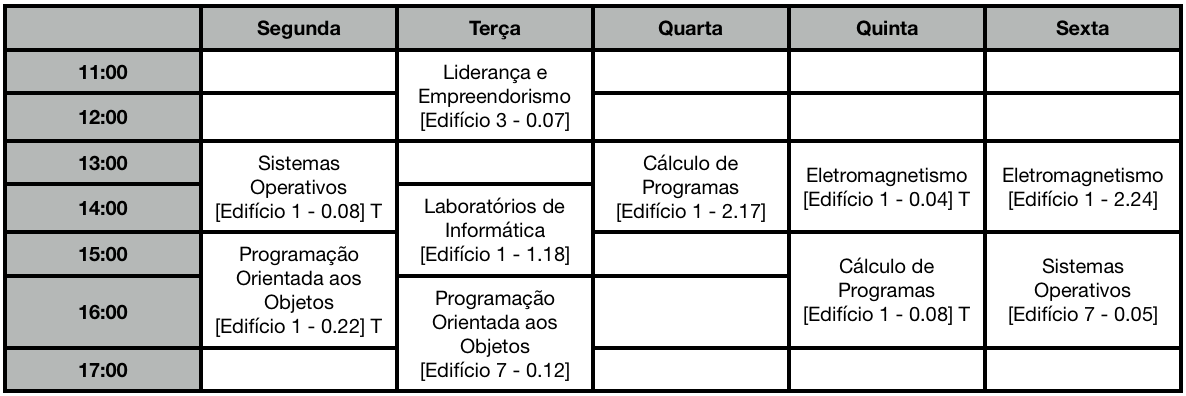 Segunda Terça Quarta Quinta Sexta
11:00
Liderança e
Empreendorismo
[Edifício 3 - 0.07]
12:00
13:00
Sistemas
Operativos
[Edifício 1 - 0.08] T
Cálculo de
Programas
[Edifício 1 - 2.17]
Eletromagnetismo
[Edifício 1 - 0.04] T
Eletromagnetismo
[Edifício 1 - 2.24]
14:00
Laboratórios de
Informática
[Edifício 1 - 1.18]
15:00
Programação
Orientada aos
Objetos
[Edifício 1 - 0.22] T
Cálculo de
Programas
[Edifício 1 - 0.08] T
Sistemas
Operativos
[Edifício 7 - 0.05]
16:00
Programação
Orientada aos
Objetos
[Edifício 7 - 0.12]
17:00